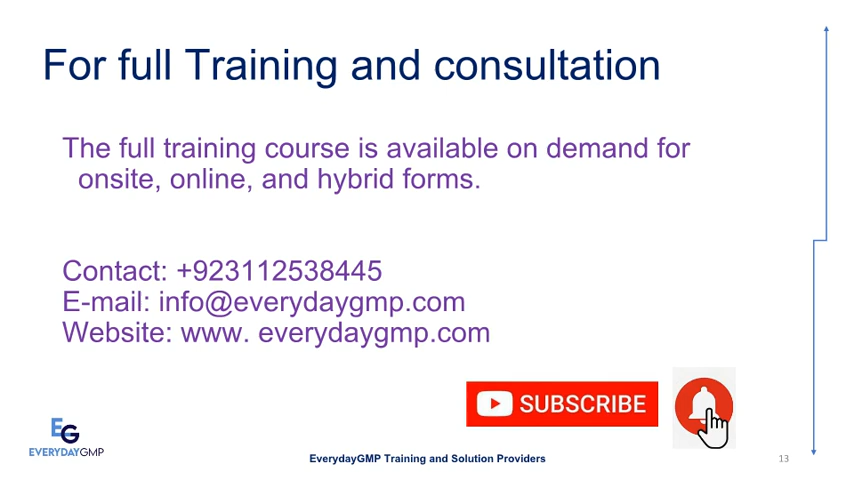 For full Training and consultation
The full training course is available on demand for
onsite, online, and hybrid forms.
Contact: +923112538445
E-mail: info@everydaygmp.com
Website: www. everydaygmp.com
SUBSCRIBE
EG
EVERYDAYGMP
EverydayGMP Training and Solution Providers
13